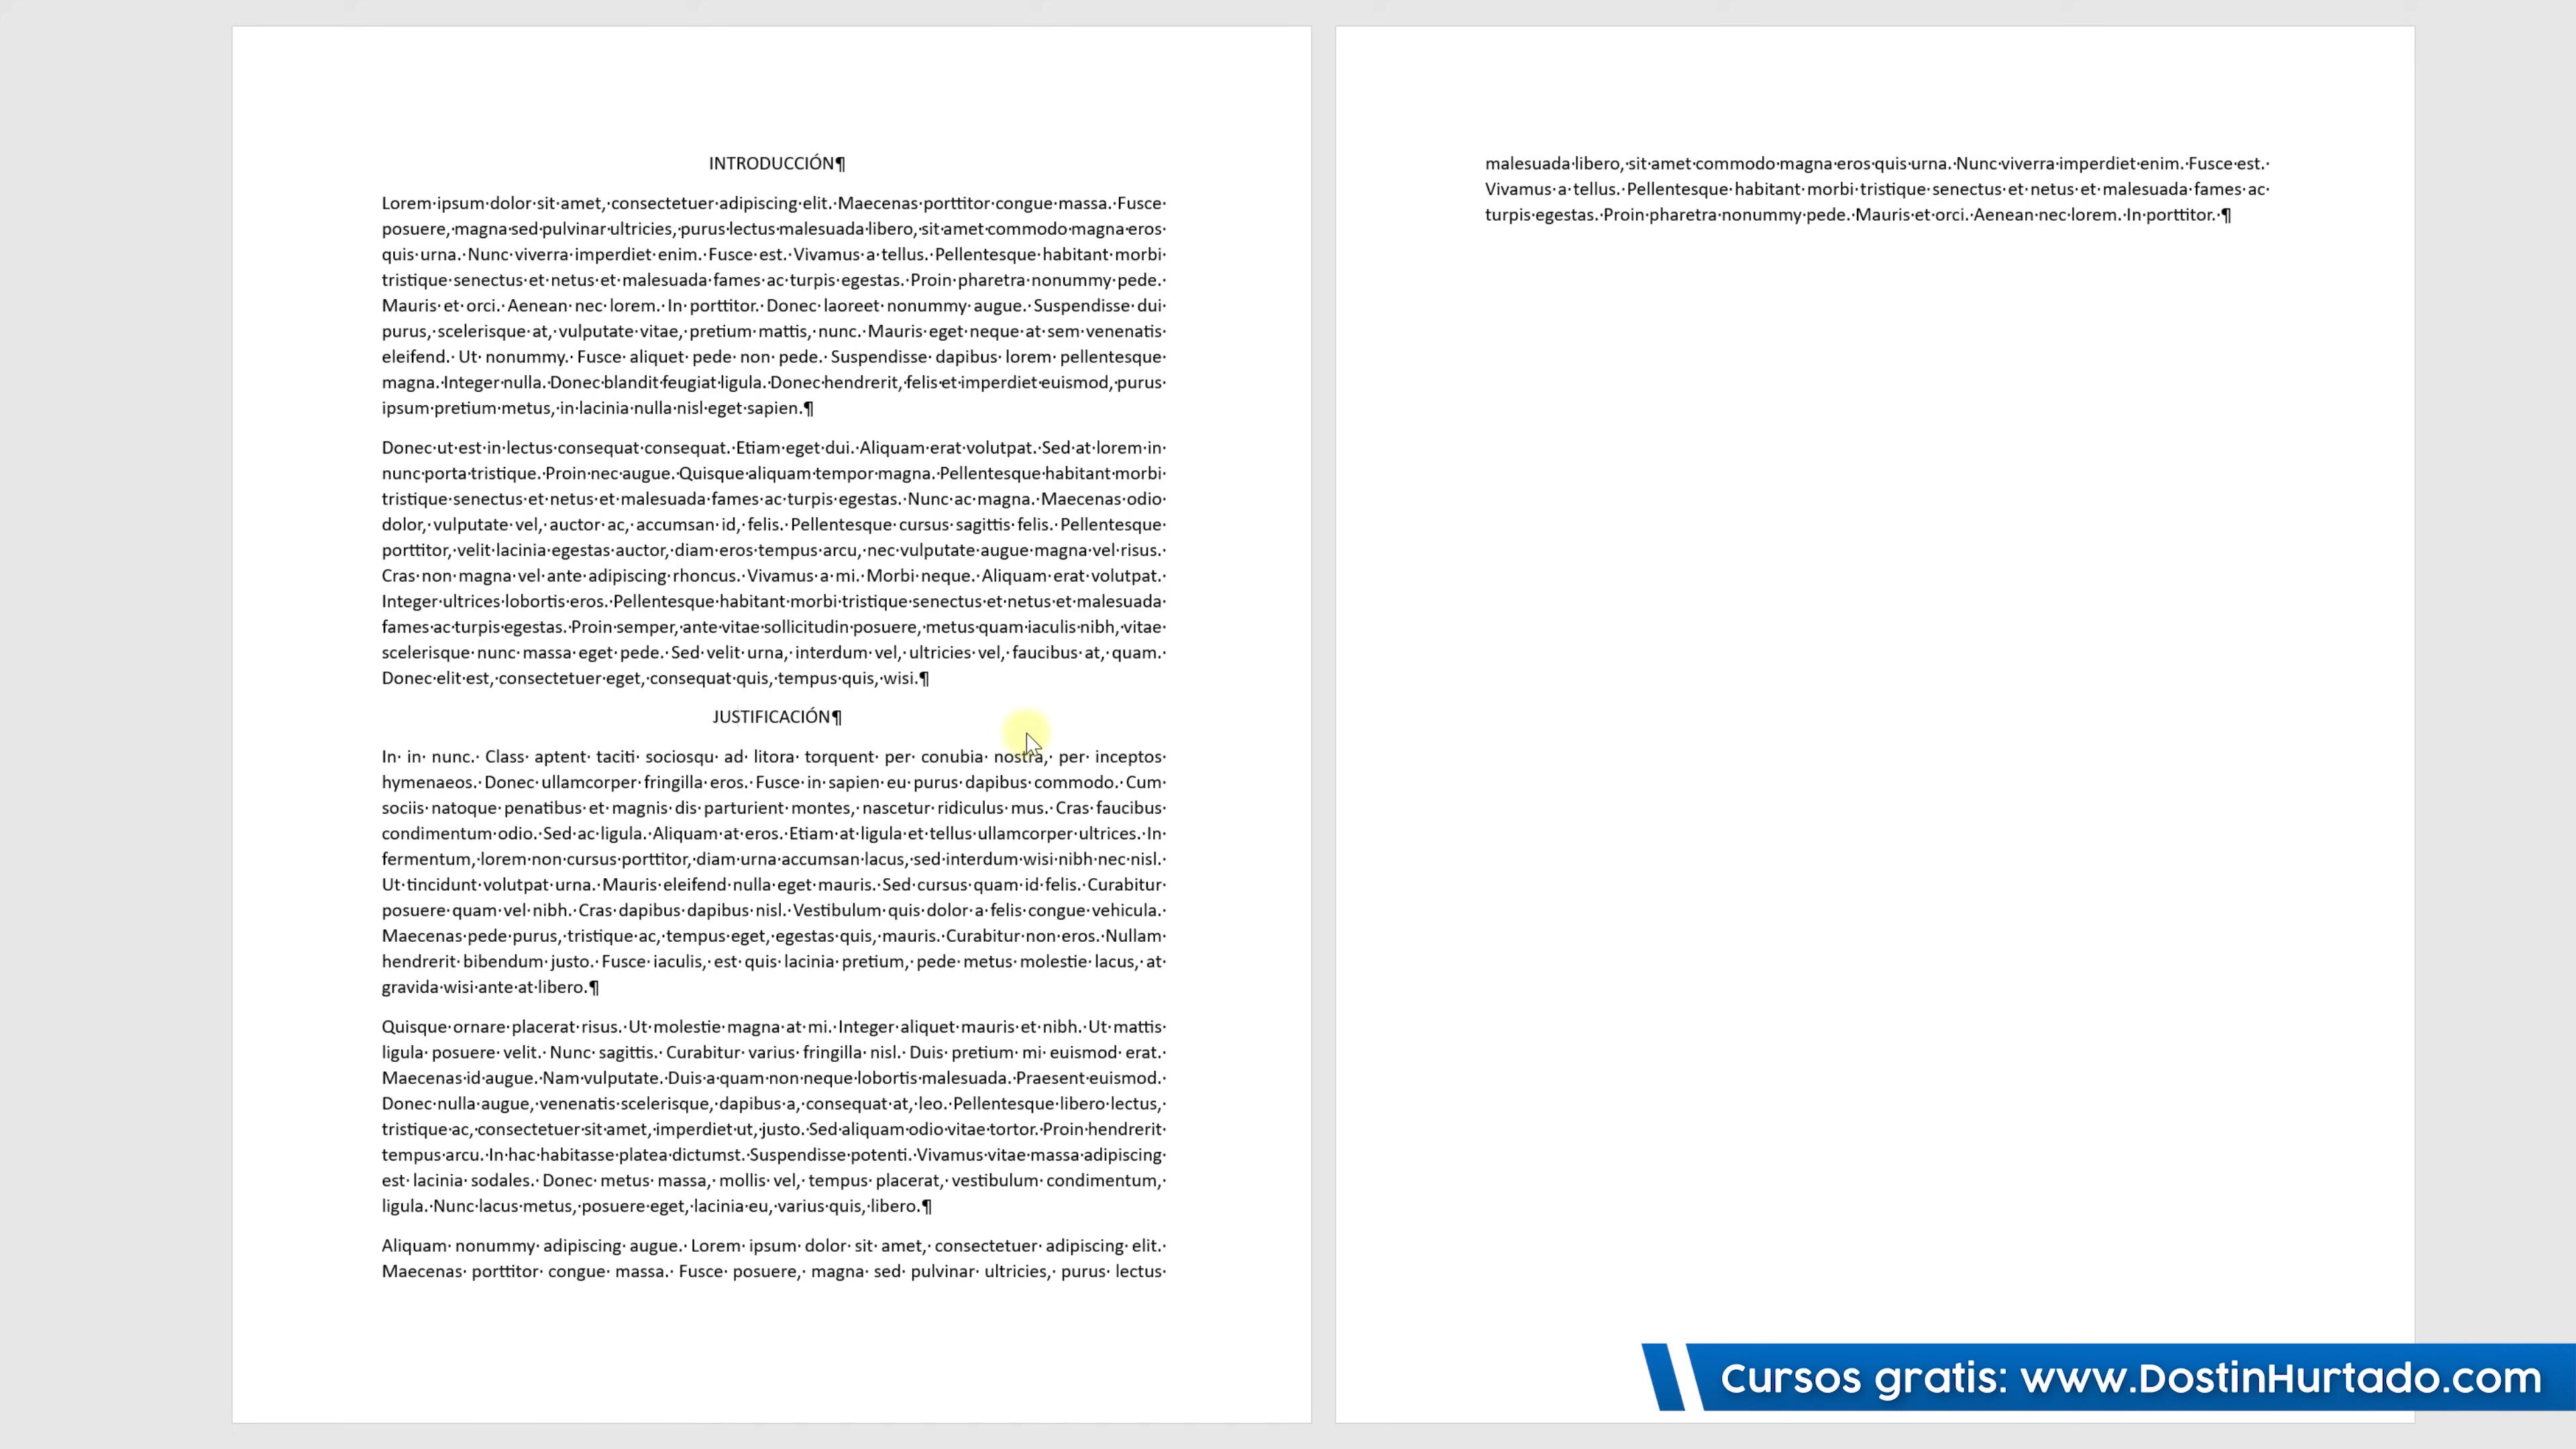 INTRODUCCIÓN¶
Lorem·ipsum·dolor·sit·amet,·consectetuer·adipiscing·elit.·Maecenas·porttitor·congue·massa.·Fusce·
posuere,·magna·sed·pulvinar·ultricies,·purus·lectus·malesuada·libero,·sit·amet·commodo·magna·eros·
quis·urna.·Nunc·viverra·imperdiet·enim.·Fusce·est.·Vivamus·a·tellus.·Pellentesque·habitant·morbi·
tristique·senectus·et·netus·et·malesuada·fames·ac·turpis·egestas.·Proin·pharetra·nonummy·pede.·
Mauris·et·orci.·Aenean·nec·lorem.·In·porttitor.·Donec·laoreet·nonummy·augue.·Suspendisse·dui·
purus,·scelerisque·at,·vulputate·vitae,·pretium·mattis,·nunc.·Mauris·eget·neque·at·sem·venenatis·
eleifend.·Ut·nonummy.·Fusce·aliquet·pede·non·pede.·Suspendisse·dapibus·lorem·pellentesque·
magna.·Integer·nulla.·Donec·blandit·feugiat·ligula.·Donec·hendrerit,·felis·et·imperdiet·euismod,·purus·
ipsum·pretium·metus,·in·lacinia·nulla·nisl·eget·sapien.¶
Donec·ut·est·in·lectus·consequat·consequat.·Etiam·eget·dui.·Aliquam·erat·volutpat.·Sed·at·lorem·in·
nunc·porta·tristique.·Proin·nec·augue.·Quisque·aliquam·tempor·magna.·Pellentesque·habitant·morbi·
tristique·senectus·et·netus·et·malesuada·fames·ac·turpis·egestas.·Nunc·ac·magna.·Maecenas·odio·
dolor,·vulputate·vel,·auctor·ac,·accumsan·id,·felis.·Pellentesque·cursus·sagittis·felis.·Pellentesque·
porttitor,·velit·lacinia·egestas·auctor,·diam·eros·tempus·arcu,·nec·vulputate·augue·magna·vel·risus.·
Cras·non·magna·vel·ante·adipiscing·rhoncus.·Vivamus·a·mi.·Morbi·neque.·Aliquam·erat·volutpat.·
Integer·ultrices·lobortis·eros.·Pellentesque·habitant·morbi·tristique·senectus·et·netus·et·malesuada·
fames·ac·turpis·egestas.·Proin·semper,·ante·vitae·sollicitudin·posuere,·metus·quam·iaculis·nibh,·vitae·
scelerisque·nunc·massa·eget·pede.·Sed·velit·urna,·interdum·vel,·ultricies·vel,·faucibus·at,·quam.·
Donec·elit·est,·consectetuer·eget,·consequat·quis,·tempus·quis,·wisi.¶
JUSTIFICACIÓN¶
In·in·nunc.·Class·aptent·taciti·sociosqu·ad·litora·torquent·per·conubia·nostra,·per·inceptos·
hymenaeos.·Donec·ullamcorper·fringilla·eros.·Fusce·in·sapien·eu·purus·dapibus·commodo.·Cum·
sociis·natoque·penatibus·et·magnis·dis·parturient·montes,·nascetur·ridiculus·mus.·Cras·faucibus·
condimentum·odio.·Sed·ac·ligula.·Aliquam·at·eros.·Etiam·at·ligula·et·tellus·ullamcorper·ultrices.·In·
fermentum,·lorem·non·cursus·porttitor,·diam·urna·accumsan·lacus,·sed·interdum·wisi·nibh·nec·nisl.·
Ut·tincidunt·volutpat·urna.·Mauris·eleifend·nulla·eget·mauris.·Sed·cursus·quam·id·felis.·Curabitur·
posuere·quam·vel·nibh.·Cras·dapibus·dapibus·nisl.·Vestibulum·quis·dolor·a·felis·congue·vehicula.·
Maecenas·pede·purus,·tristique·ac,·tempus·eget,·egestas·quis,·mauris.·Curabitur·non·eros.·Nullam·
hendrerit·bibendum·justo.·Fusce·iaculis,·est·quis·lacinia·pretium,·pede·metus·molestie·lacus,·at·
gravida·wisi·ante·at·libero.¶
Quisque·ornare·placerat·risus.·Ut·molestie·magna·at·mi.·Integer·aliquet·mauris·et·nibh.·Ut·mattis·
ligula·posuere·velit.·Nunc·sagittis.·Curabitur·varius·fringilla·nisl.·Duis·pretium·mi·euismod·erat.·
Maecenas·id·augue.·Nam·vulputate.·Duis·a·quam·non·neque·lobortis·malesuada.·Praesent·euismod.·
Donec·nulla·augue,·venenatis·scelerisque,·dapibus·a,·consequat·at,·leo.·Pellentesque·libero·lectus,·
tristique·ac,·consectetuer·sit·amet,·imperdiet·ut,·justo.·Sed·aliquam·odio·vitae·tortor.·Proin·hendrerit·
tempus·arcu.·In·hac·habitasse·platea·dictumst.·Suspendisse·potenti.·Vivamus·vitae·massa·adipiscing·
est·lacinia·sodales.·Donec·metus·massa,·mollis·vel,·tempus·placerat,·vestibulum·condimentum,·
ligula.·Nunc·lacus·metus,·posuere·eget,·lacinia·eu,·varius·quis,·libero.¶
Aliquam·nonummy·adipiscing·augue.·Lorem·ipsum·dolor·sit·amet,·consectetuer·adipiscing·elit.·
Maecenas·porttitor·congue·massa.·Fusce·posuere,·magna·sed·pulvinar·ultricies,·purus·lectus·
malesuada·libero,·sit·amet·commodo·magna·eros·quis·urna.·Nunc·viverra·imperdiet·enim.·Fusce·est.·
Vivamus·a·tellus.·Pellentesque·habitant·morbi·tristique·senectus·et·netus·et·malesuada·fames·ac·
turpis·egestas.·Proin·pharetra·nonummy·pede.·Mauris·et·orci.·Aenean·nec·lorem.·In·porttitor.·¶
Cursos gratis: www.DostinHurtado.com